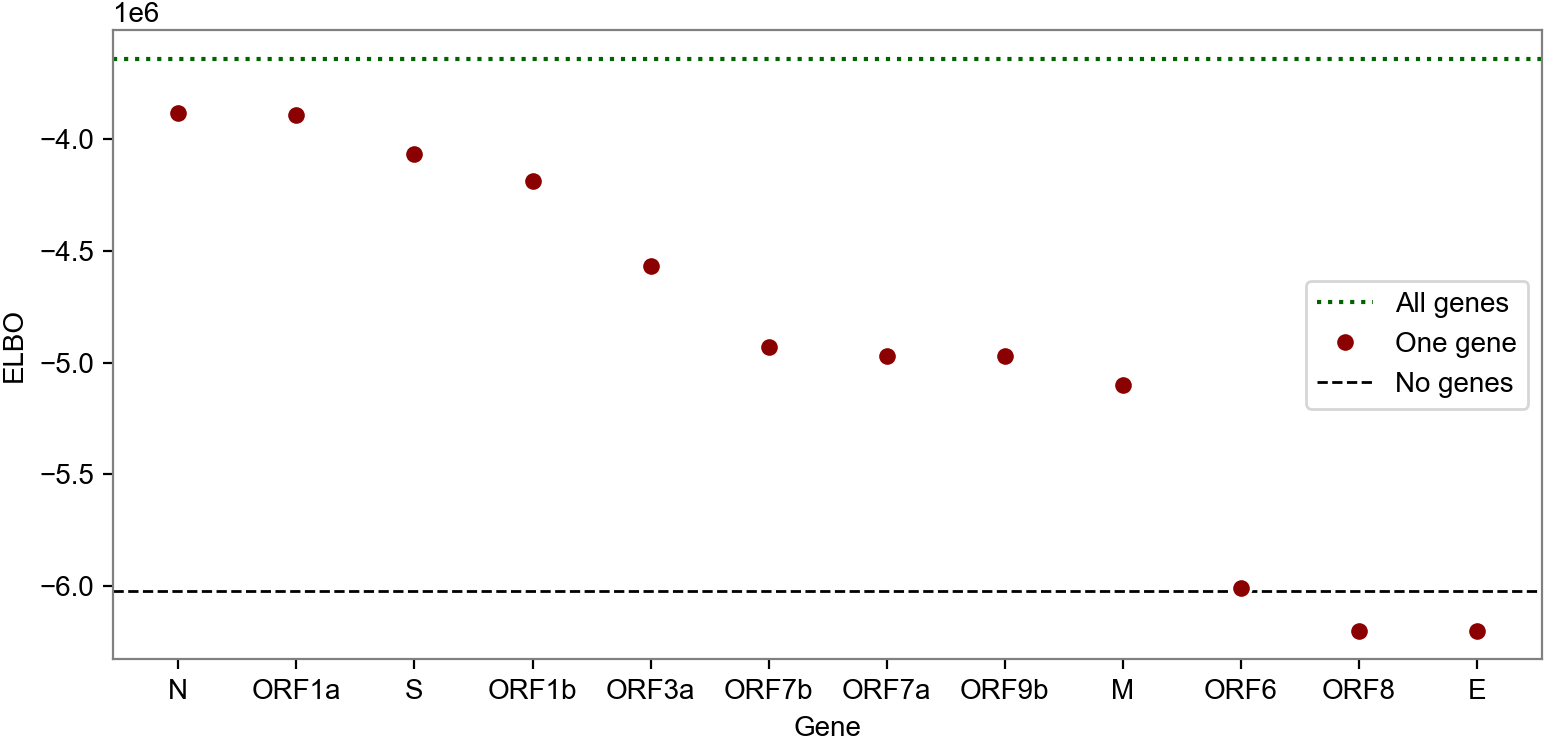 1e6
−4.0
−4.5
−5.0
−5.5
−6.0
ELBO
All genes
One gene
No genes
N ORF1a S ORF1b ORF3a ORF7b ORF7a ORF9b M ORF6 ORF8 E
Gene